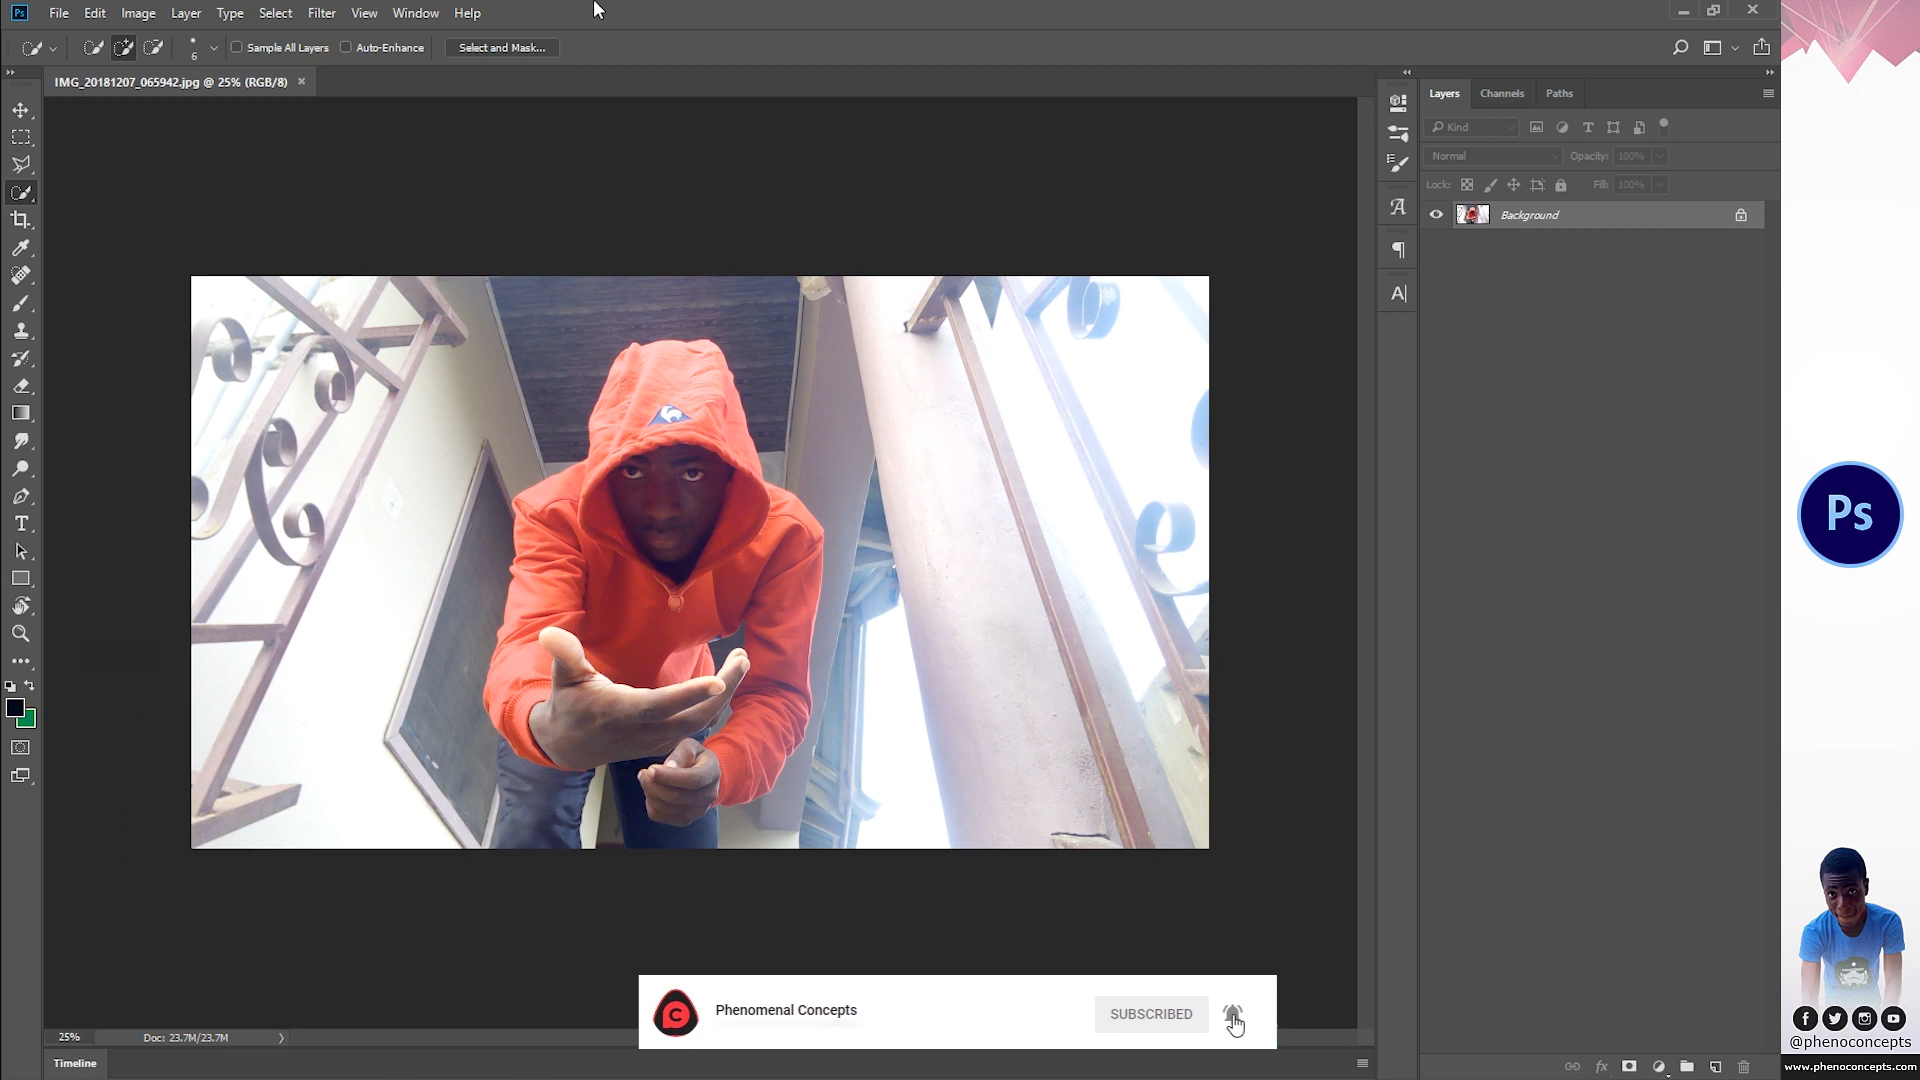 Ps File Edit Image Layer Type Select Filter View Window Help
6 Sample All Layers Auto-Enhance Select and Mask...
IMG_20181207_065942.jpg @ 25% (RGB/8) ×
Layers Channels Paths
Kind
Normal Opacity: 100%
Lock: Fill: 100%
Background
Ps
Phenomenal Concepts
SUBSCRIBED
25% Doc: 23.7M/23.7M
Timeline
@phenoconcepts
www.phenoconcepts.com